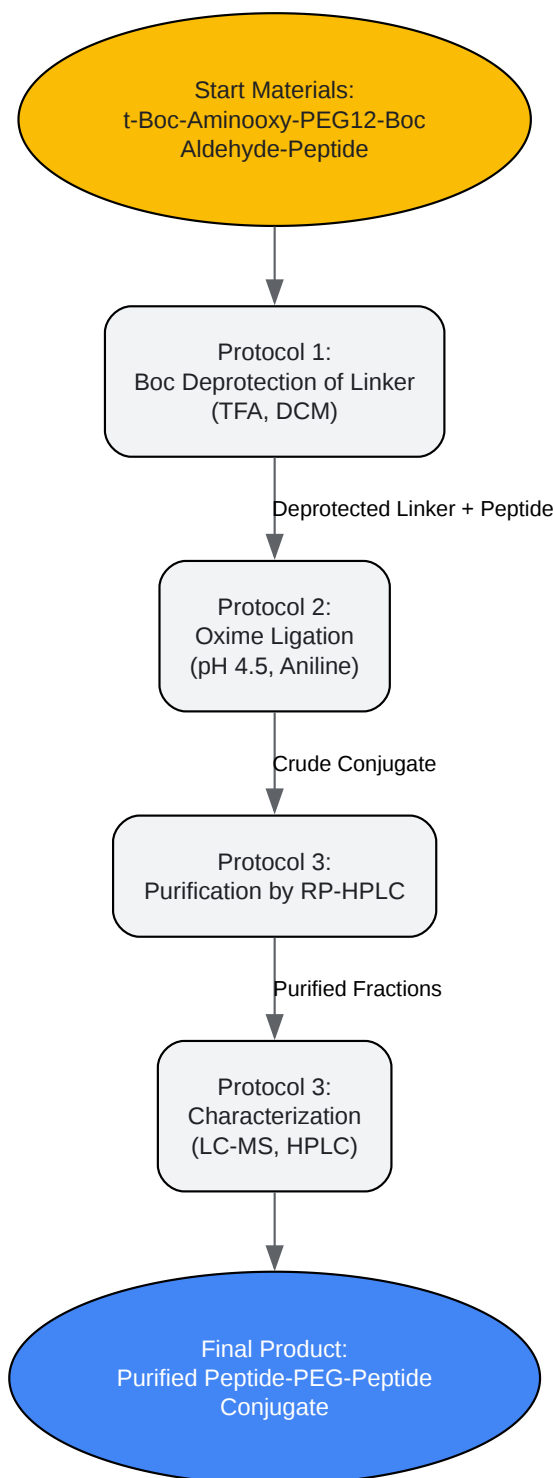 Start Materials:
t-Boc-Aminooxy-PEG12-Boc
Aldehyde-Peptide
Protocol 1:
Boc Deprotection of Linker
(TFA, DCM)
Deprotected Linker + Peptide
Protocol 2:
Oxime Ligation
(pH 4.5, Aniline)
Crude Conjugate
Protocol 3:
Purification by RP-HPLC
Purified Fractions
Protocol 3:
Characterization
(LC-MS, HPLC)
Final Product:
Purified Peptide-PEG-Peptide
Conjugate